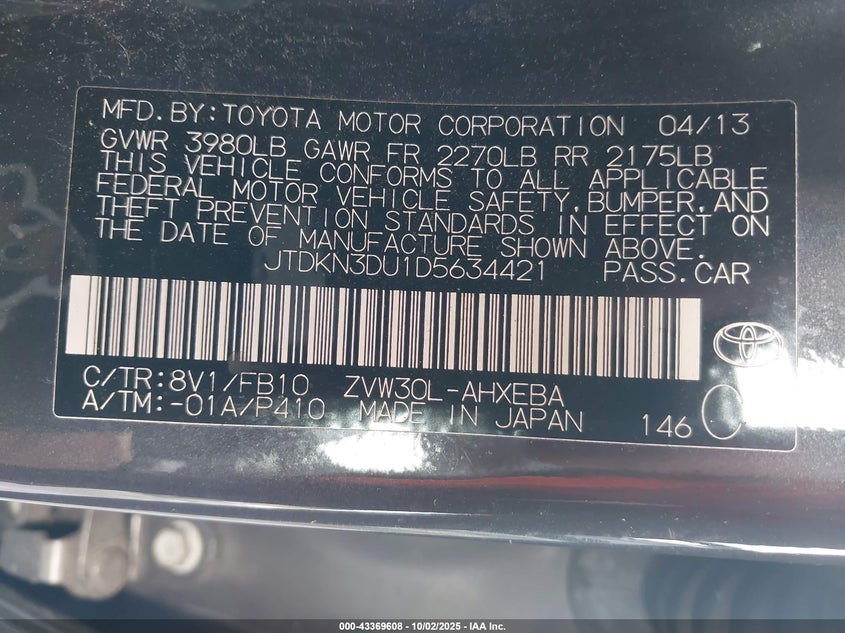 MFD.BY:TOYOTA MOTOR CORPORATION 04/13
GVWR 3980LB GAWR FR 2270LB RR 2175LB
THIS VEHICLE CONFORMS TO ALL APPLICABLE
FEDERAL MOTOR VEHICLE SAFETY,BUMPER,AND
THEFT PREVENTION STANDARDS IN EFFECT ON
THE DATE OF MANUFACTURE SHOWN ABOVE.
JTDKN3DU1D5634421 PASS.CAR
C/TR:8V1/FB10 ZVW30L-AHXEBA
A/TM:-01A/P410 MADE IN JAPAN 146
000-43369608 - 10/02/2025 - IAA Inc.